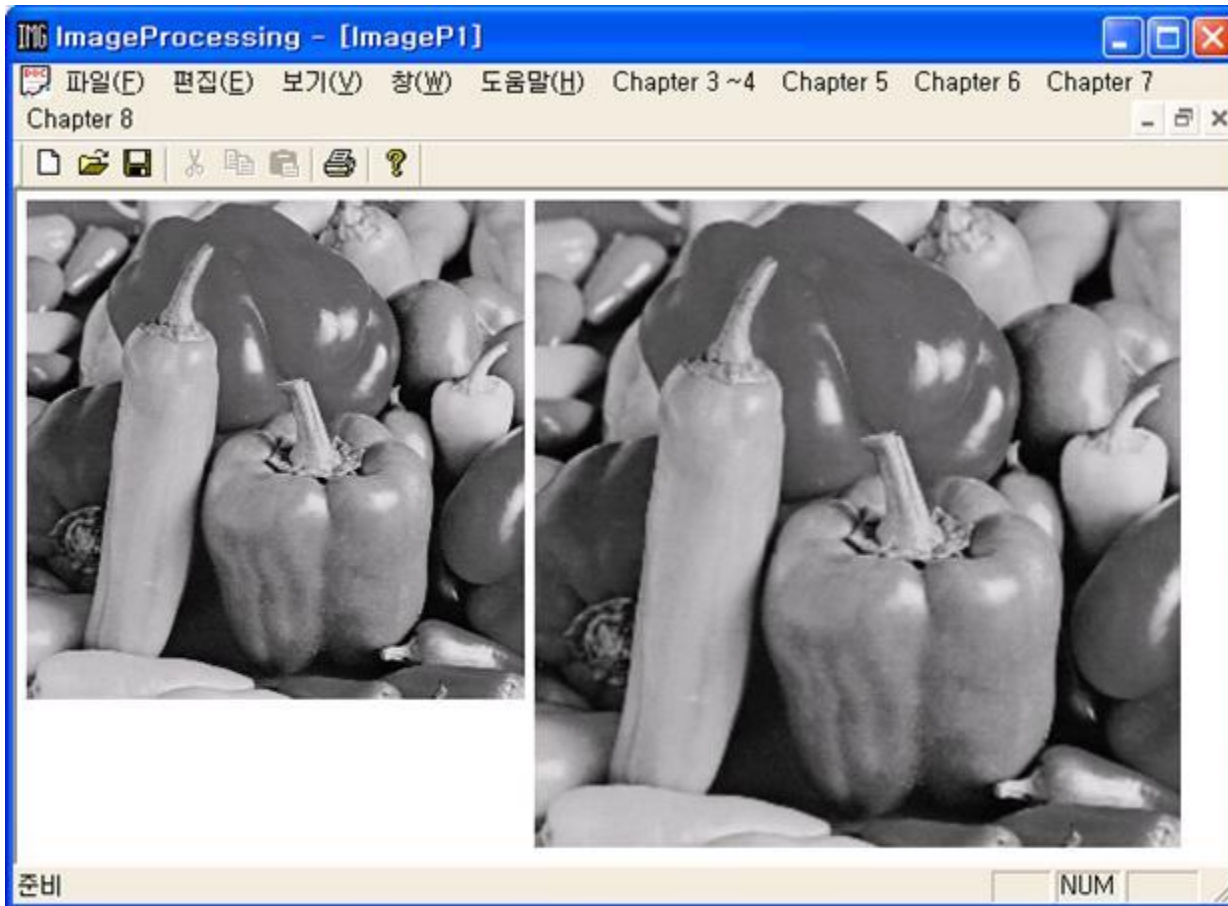 IMG ImageProcessing - [ImageP1]
DOC 파일(F) 편집(E) 보기(V) 창(W) 도움말(H) Chapter 3 ~4 Chapter 5 Chapter 6 Chapter 7
Chapter 8
준비 NUM